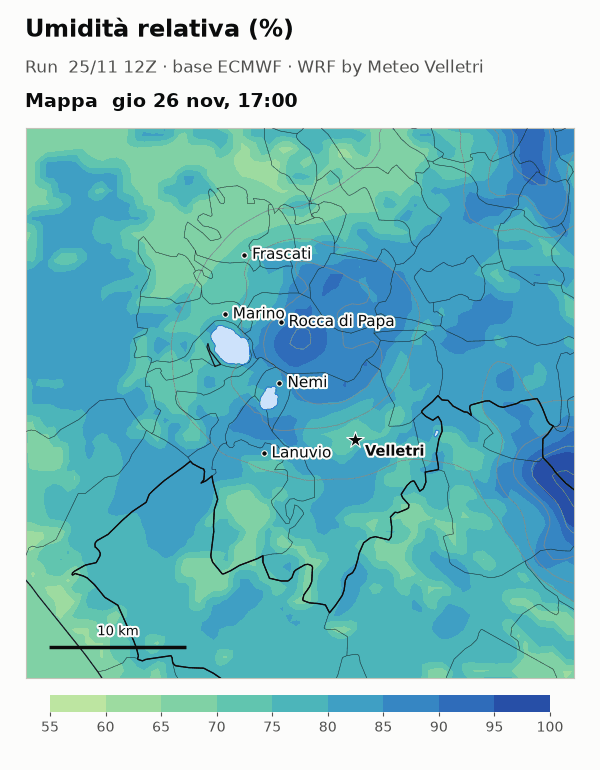 Umidità relativa (%)
Run  25/11 12Z · base ECMWF · WRF by Meteo Velletri
Mappa  gio 26 nov, 17:00
Frascati
Marino
Rocca di Papa
Nemi
Velletri
Lanuvio
10 km
55 60 65 70 75 80 85 90 95 100